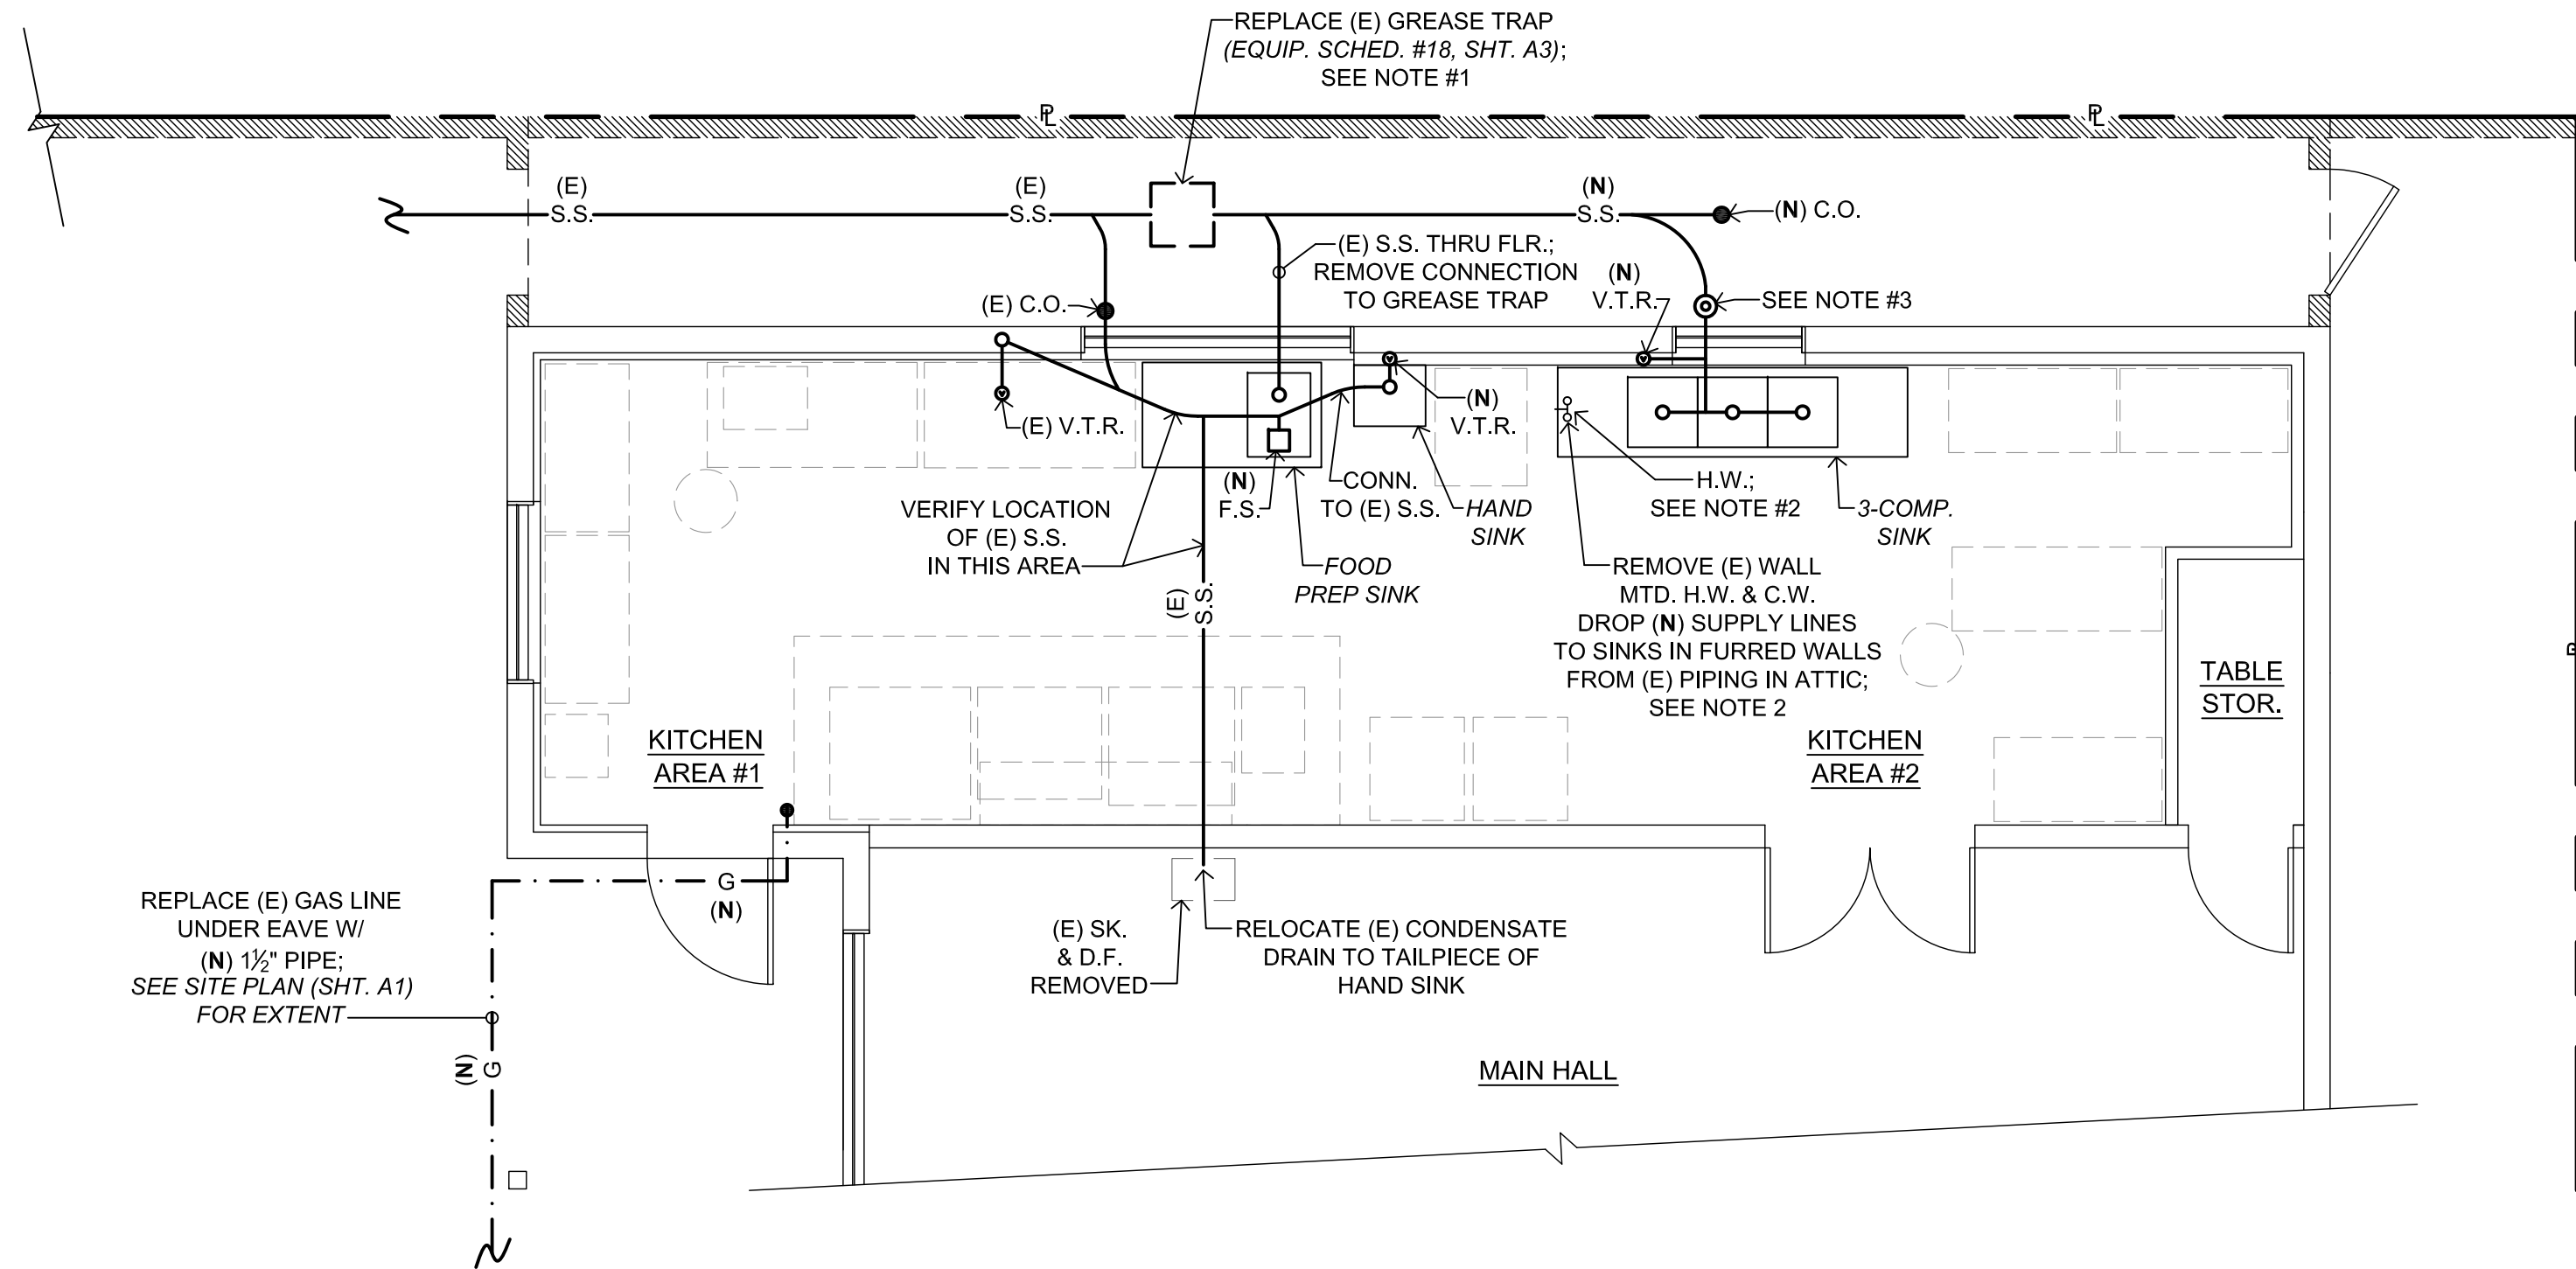 REPLACE (E) GREASE TRAP
(EQUIP. SCHED. #18, SHT. A3);
SEE NOTE #1
PL
PL
(E)
S.S.
(E)
S.S.
(N)
S.S.
(N) C.O.
(E) S.S. THRU FLR.;
REMOVE CONNECTION
TO GREASE TRAP
(N)
V.T.R.
SEE NOTE #3
(E) C.O.
(E) V.T.R.
(N)
V.T.R.
VERIFY LOCATION
OF (E) S.S.
IN THIS AREA
(N)
F.S.
CONN.
TO (E) S.S.
HAND
SINK
H.W.;
SEE NOTE #2
3-COMP.
SINK
FOOD
PREP SINK
REMOVE (E) WALL
MTD. H.W. & C.W.
DROP (N) SUPPLY LINES
TO SINKS IN FURRED WALLS
FROM (E) PIPING IN ATTIC;
SEE NOTE 2
(E)
S.S.
TABLE
STOR.
KITCHEN
AREA #1
KITCHEN
AREA #2
G
(N)
REPLACE (E) GAS LINE
UNDER EAVE W/
(N) 1½" PIPE;
SEE SITE PLAN (SHT. A1)
FOR EXTENT
(E) SK.
& D.F.
REMOVED
RELOCATE (E) CONDENSATE
DRAIN TO TAILPIECE OF
HAND SINK
(N)
G
MAIN HALL